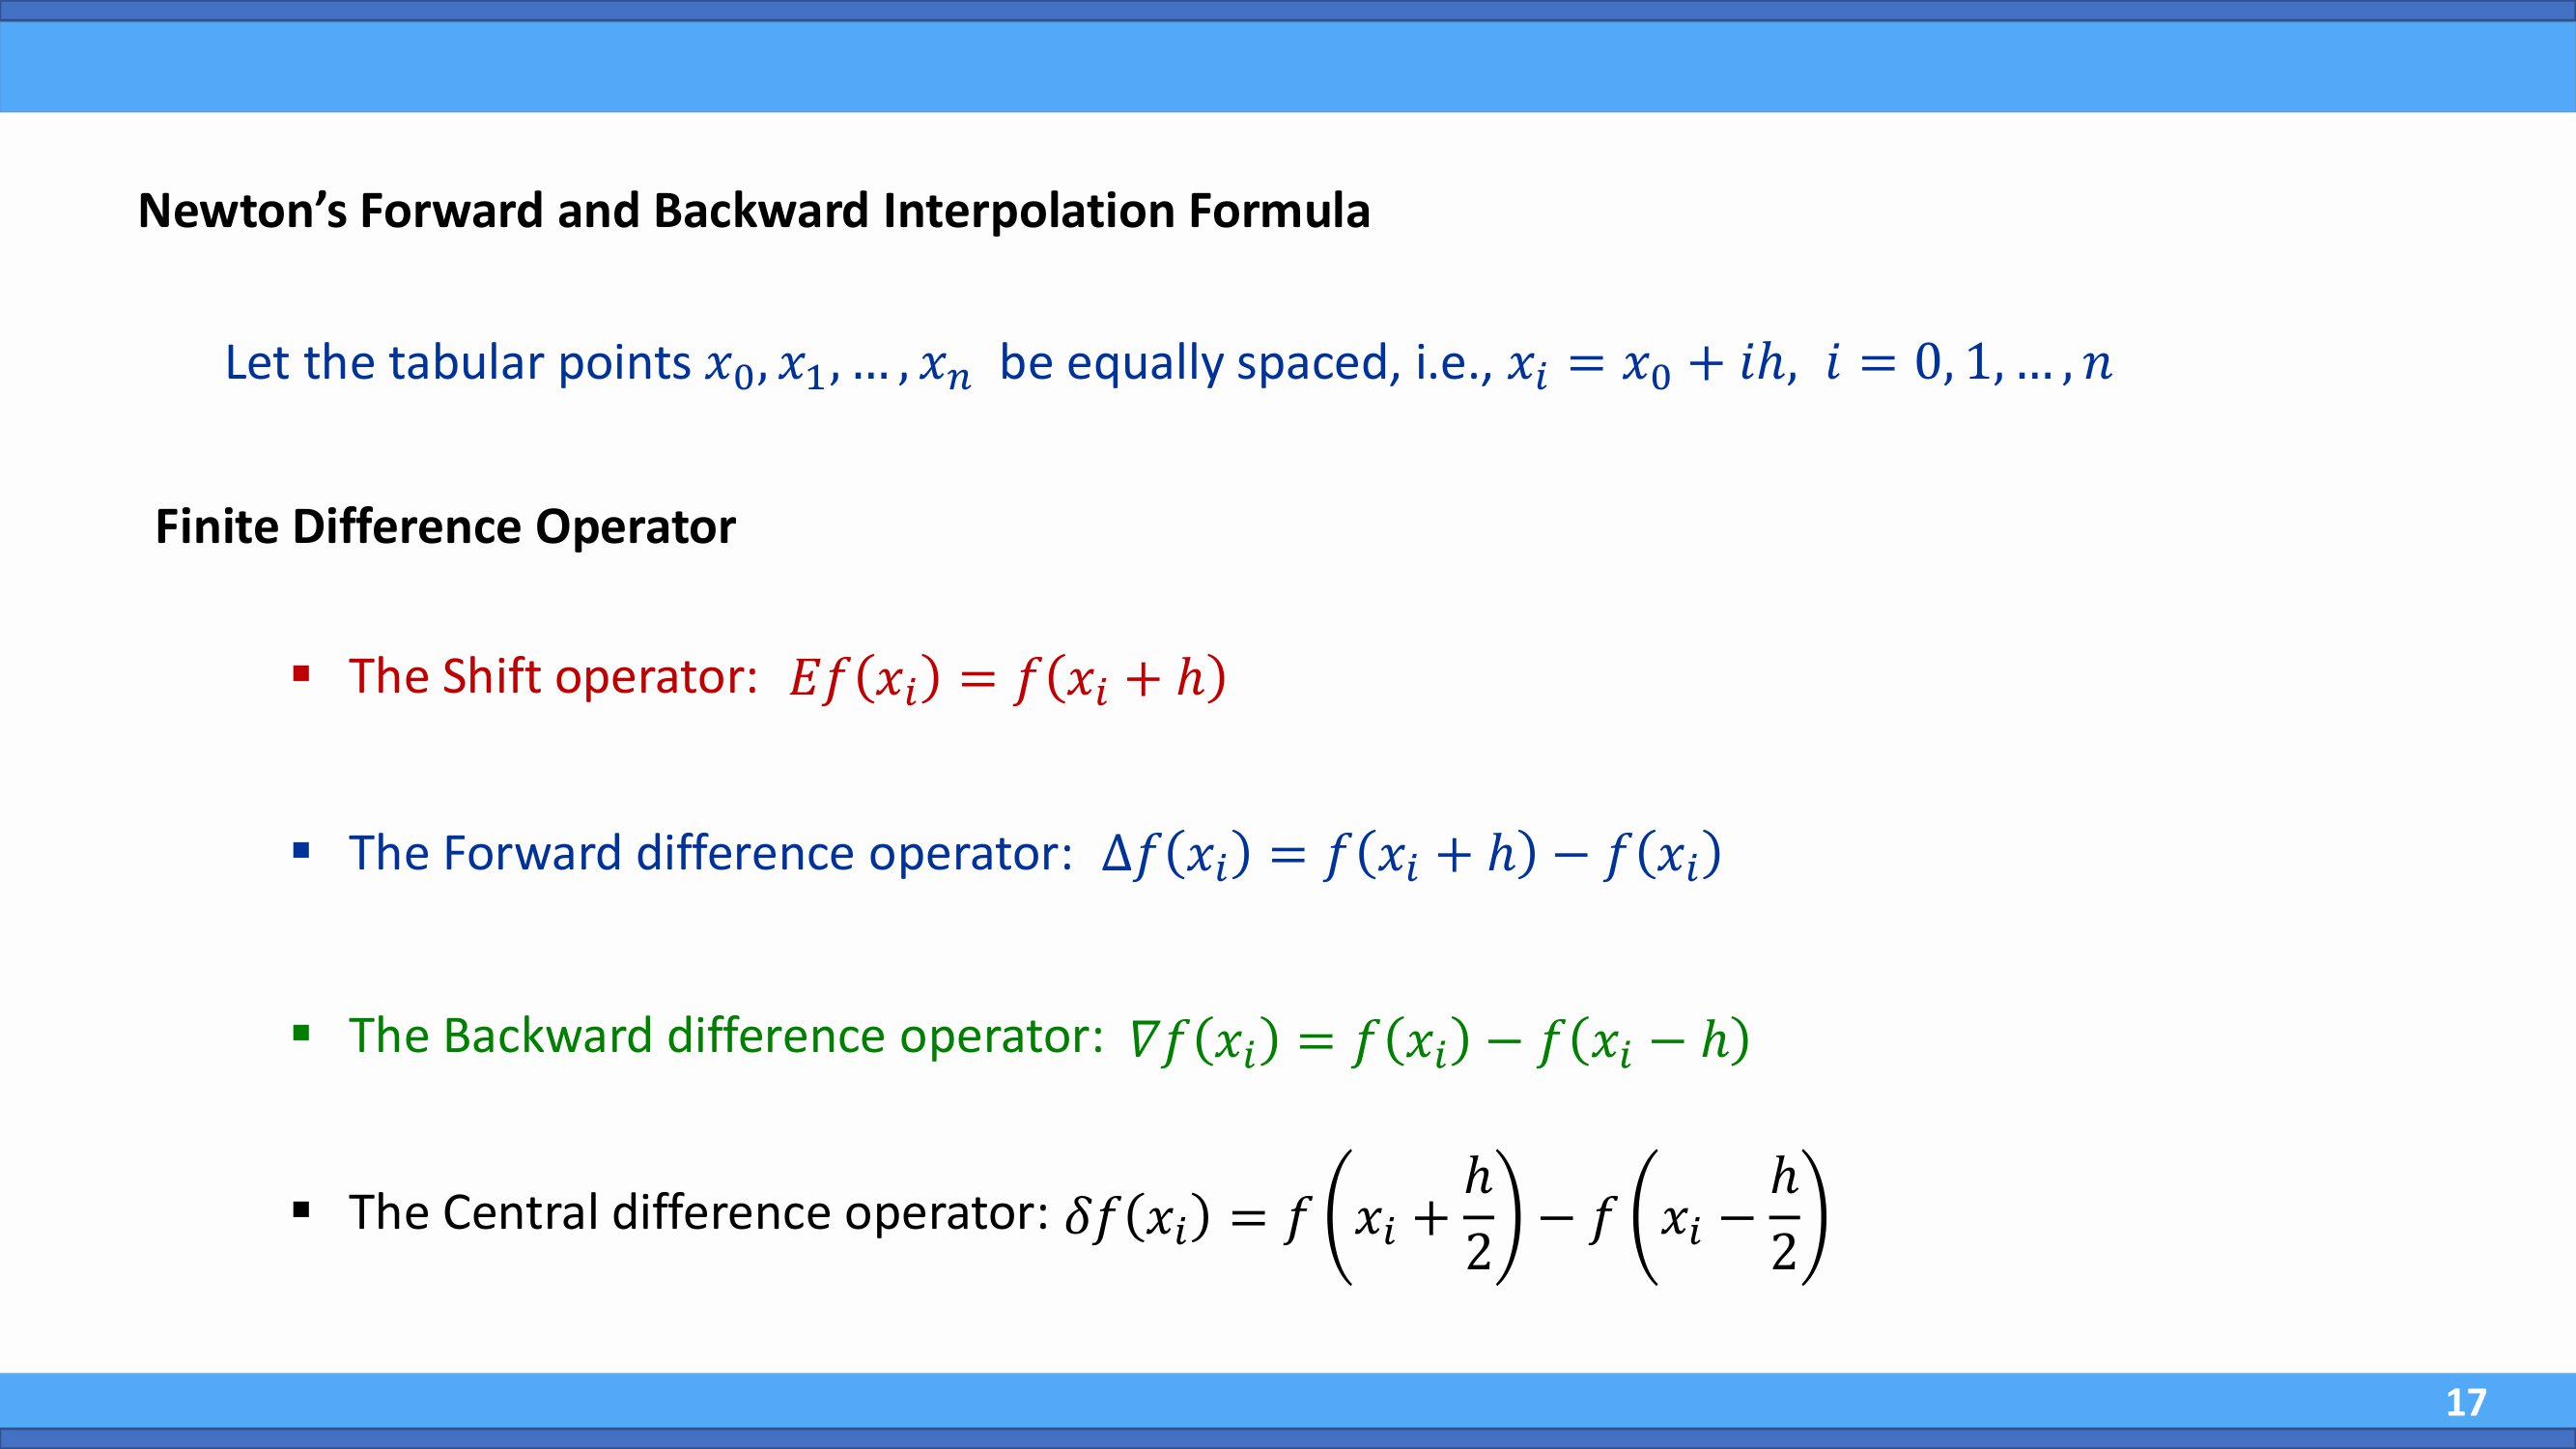 Newton’s Forward and Backward Interpolation Formula
Let the tabular points $x_0, x_1, \dots, x_n$ be equally spaced, i.e., $x_i = x_0 + ih, \; i = 0, 1, \dots, n$
Finite Difference Operator
▪ The Shift operator: $Ef(x_i) = f(x_i + h)$
▪ The Forward difference operator: $\Delta f(x_i) = f(x_i + h) - f(x_i)$
▪ The Backward difference operator: $\nabla f(x_i) = f(x_i) - f(x_i - h)$
▪ The Central difference operator: $\delta f(x_i) = f\left(x_i + \frac{h}{2}\right) - f\left(x_i - \frac{h}{2}\right)$
17